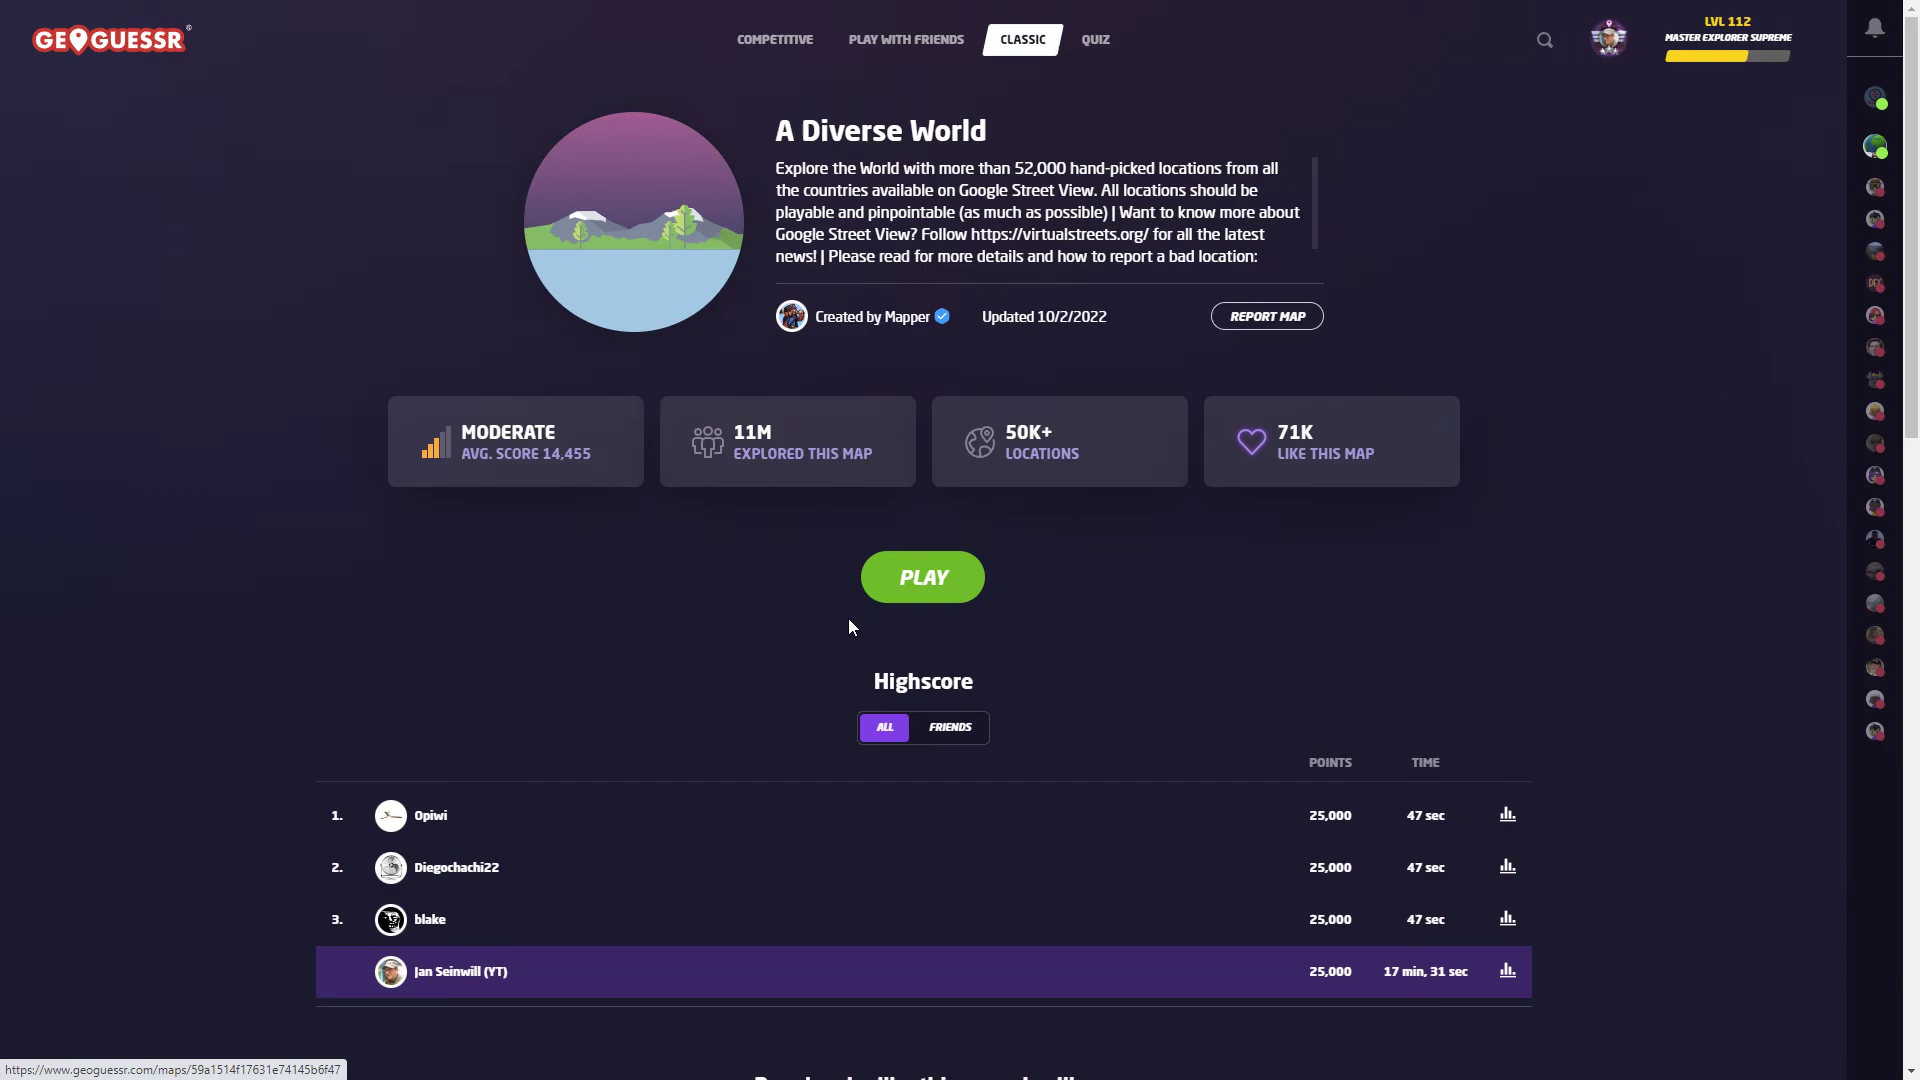 GEOGUESSR®
COMPETITIVE PLAY WITH FRIENDS CLASSIC QUIZ
LVL 112
MASTER EXPLORER SUPREME
A Diverse World
Explore the World with more than 52,000 hand-picked locations from all
the countries available on Google Street View. All locations should be
playable and pinpointable (as much as possible) | Want to know more about
Google Street View? Follow https://virtualstreets.org/ for all the latest
news! | Please read for more details and how to report a bad location:
Created by Mapper Updated 10/2/2022 REPORT MAP
MODERATE
AVG. SCORE 14,455
11M
EXPLORED THIS MAP
50K+
LOCATIONS
71K
LIKE THIS MAP
PLAY
Highscore
ALL FRIENDS
POINTS TIME
1. Opiwi 25,000 47 sec
2. Diegochachi22 25,000 47 sec
3. blake 25,000 47 sec
Jan Seinwill (YT) 25,000 17 min, 31 sec
https://www.geoguessr.com/maps/59a1514f17631e74145b6f47